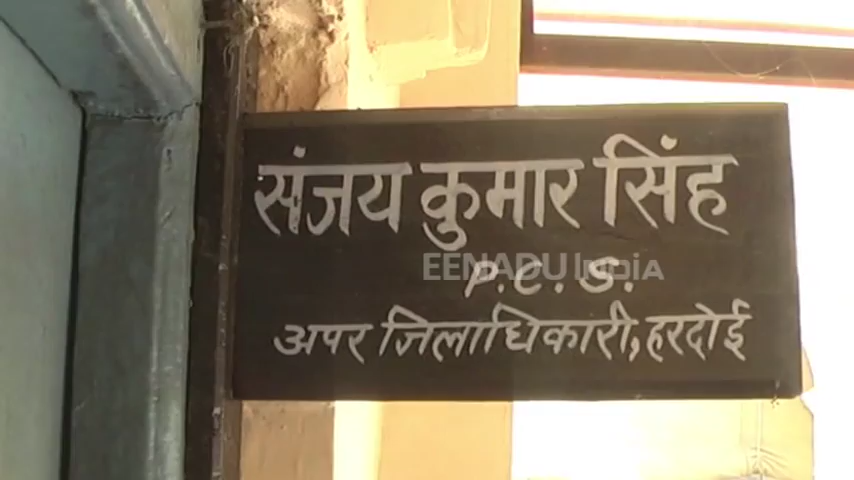 संजय कुमार सिंह
EENADU INDIA
P.C.S.
अपर जिलाधिकारी, हरदोई